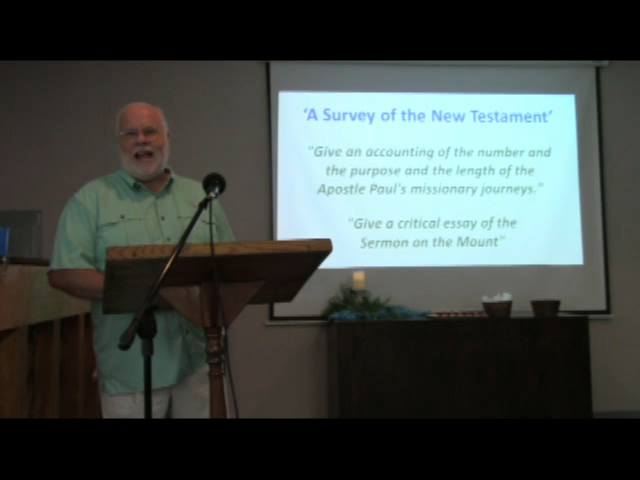 ‘A Survey of the New Testament’
"Give an accounting of the number and
the purpose and the length of the
Apostle Paul's missionary journeys."
"Give a critical essay of the
Sermon on the Mount"